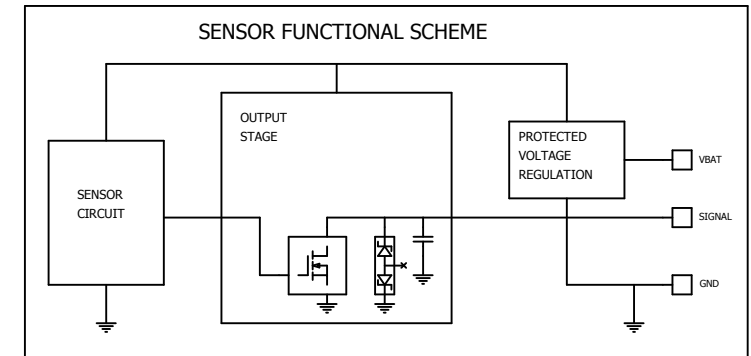 SENSOR FUNCTIONAL SCHEME
OUTPUT
STAGE
PROTECTED
VOLTAGE
REGULATION
VBAT
SENSOR
CIRCUIT
SIGNAL
GND